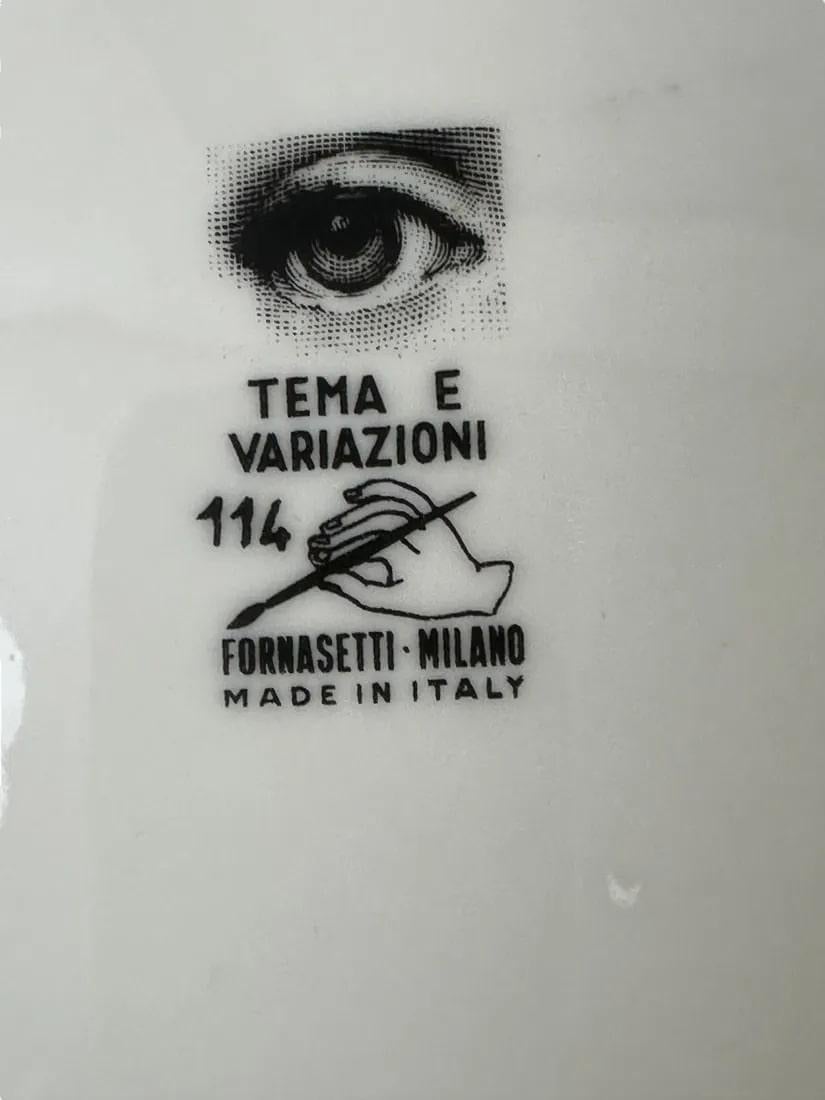 TEMA E
VARIAZIONI
114
FORNASETTI · MILANO
MADE IN ITALY